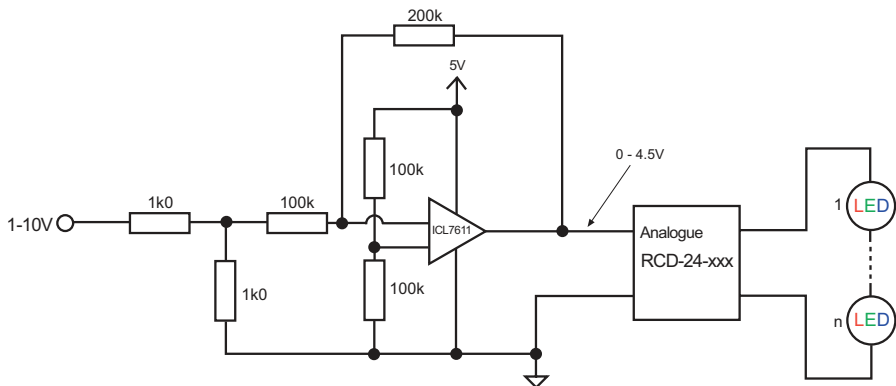 200k
5V
100k
0 - 4.5V
1k0
100k
1-10V
ICL7611
1
LED
Analogue
RCD-24-xxx
1k0
100k
n
LED